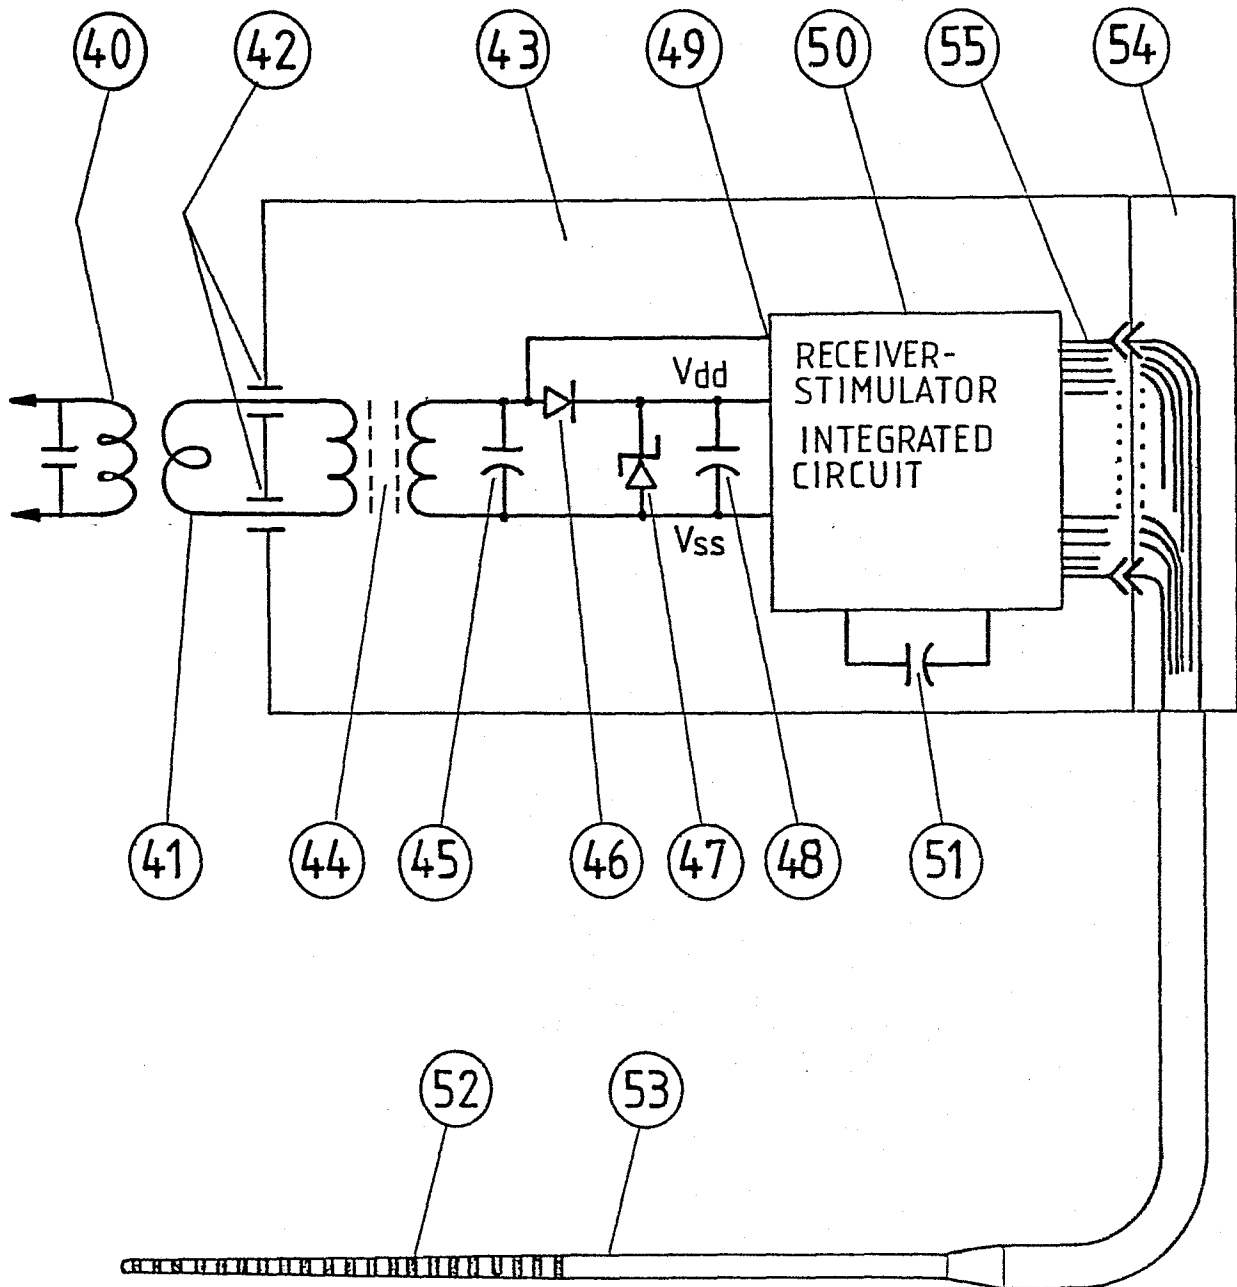 40 42 43 49 50 55 54
RECEIVER-
STIMULATOR
INTEGRATED
CIRCUIT
Vdd
Vss
41 44 45 46 47 48 51
52 53